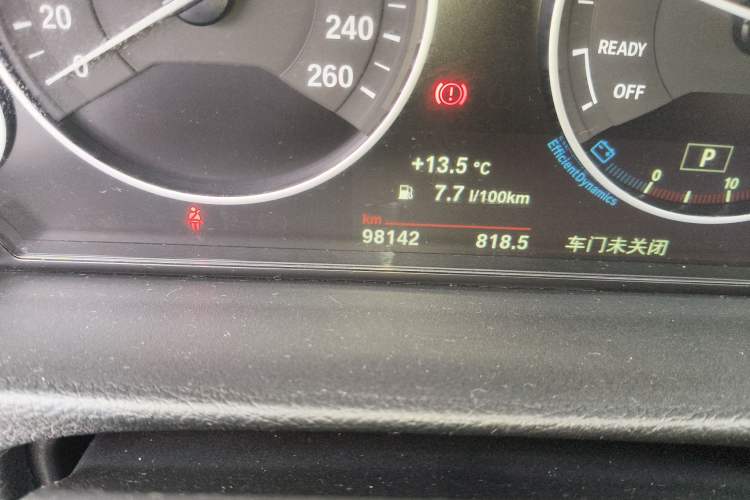 20
0
240
260
READY
OFF
+13.5 °C
7.7 l/100km
km
98142 818.5
EfficientDynamics
P
0 10
车门未关闭